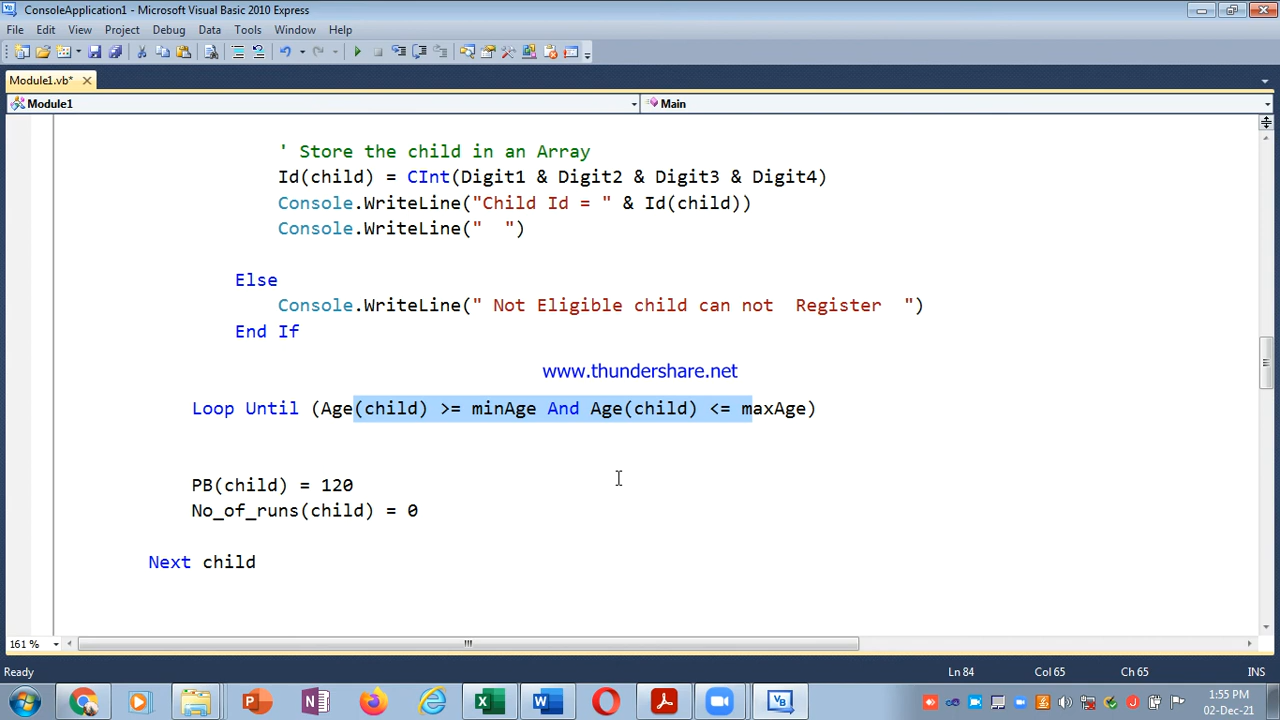 ConsoleApplication1 - Microsoft Visual Basic 2010 Express
File Edit View Project Debug Data Tools Window Help
Module1.vb*
Module1 Main
' Store the child in an Array
Id(child) = CInt(Digit1 & Digit2 & Digit3 & Digit4)
Console.WriteLine("Child Id = " & Id(child))
Console.WriteLine("  ")
Else
Console.WriteLine(" Not Eligible child can not  Register  ")
End If
www.thundershare.net
Loop Until (Age(child) >= minAge And Age(child) <= maxAge)
PB(child) = 120
No_of_runs(child) = 0
Next child
161 %
Ready Ln 84 Col 65 Ch 65 INS
1:55 PM
02-Dec-21